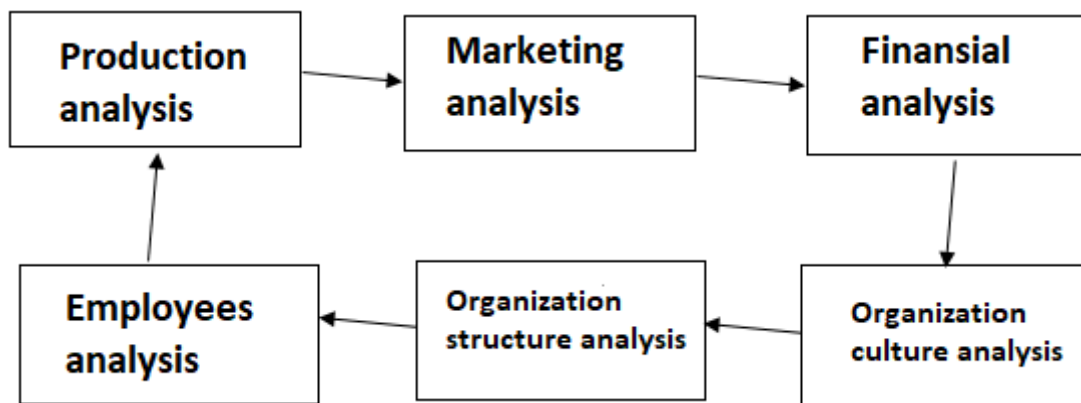 Production
analysis
Marketing
analysis
Finansial
analysis
Employees
analysis
Organization
structure analysis
Organization
culture analysis